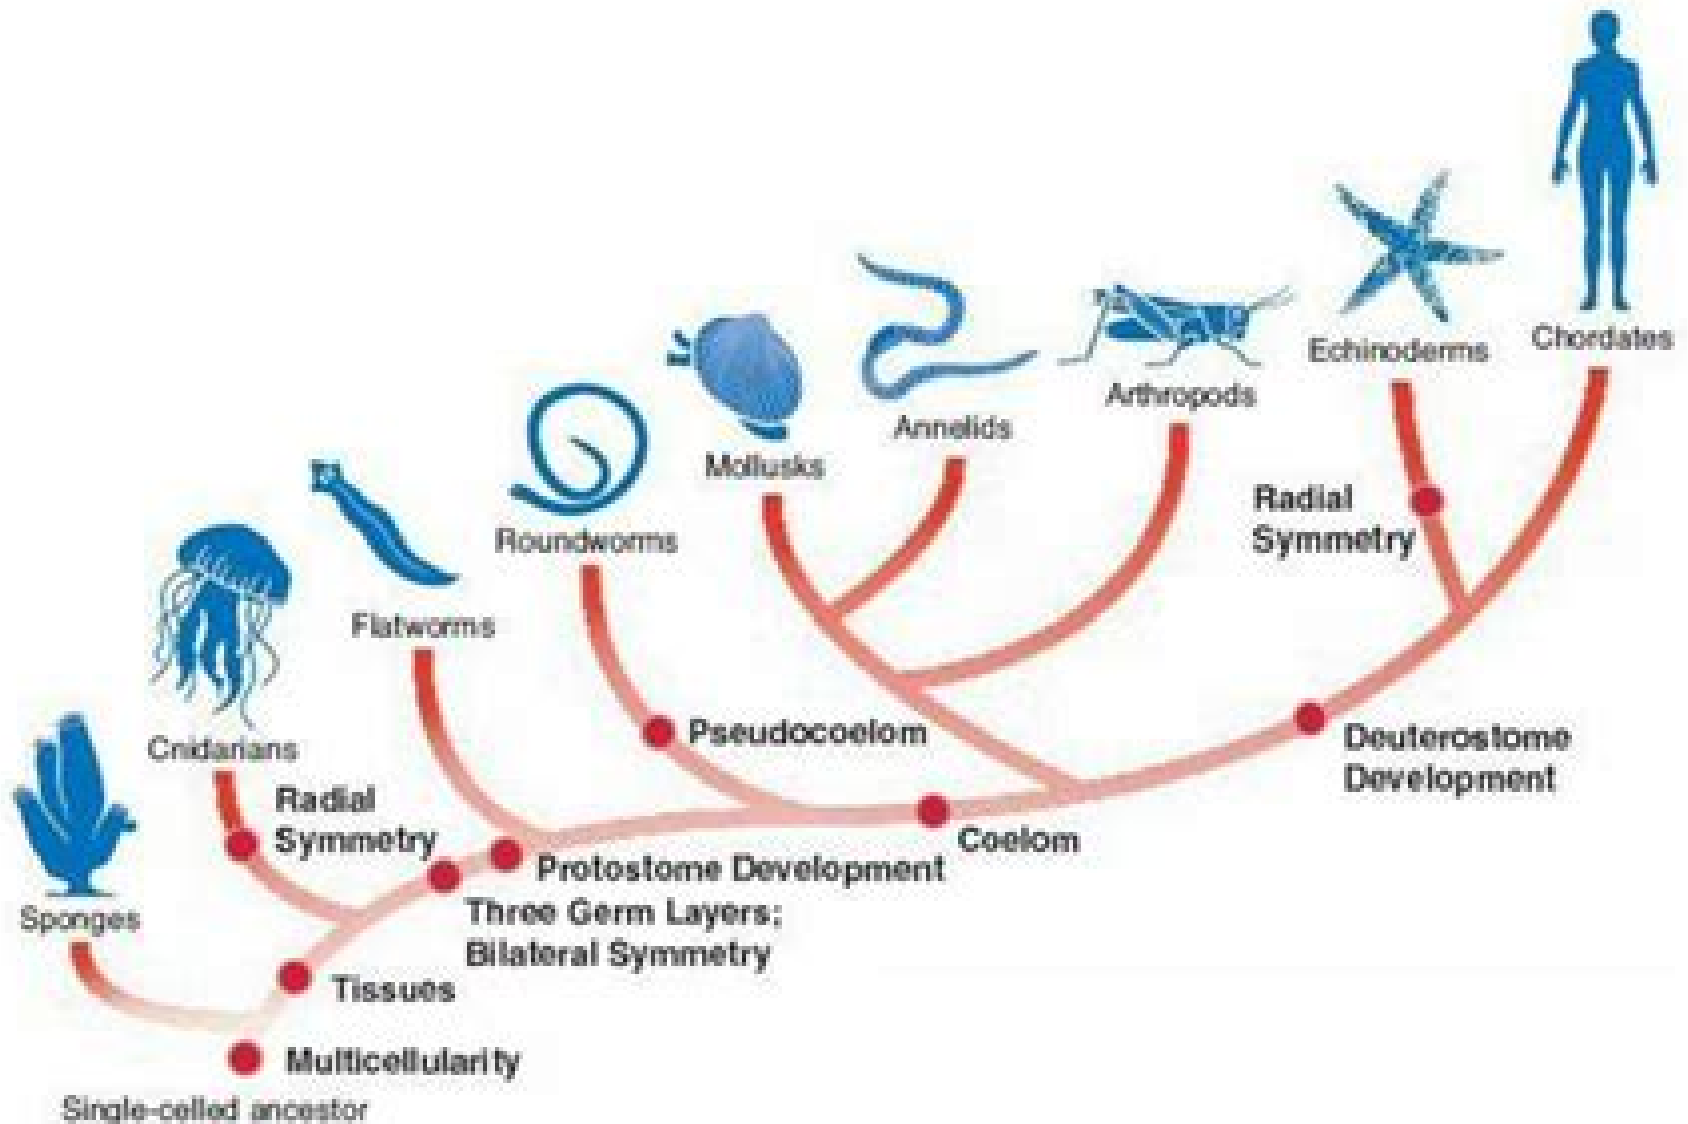 Chordates
Echinoderms
Arthropods
Annelids
Mollusks
Radial
Symmetry
Roundworms
Flatworms
Pseudocoelom
Deuterostome
Development
Cnidarians
Radial
Symmetry
Coelom
Protostome Development
Three Germ Layers;
Bilateral Symmetry
Sponges
Tissues
Multicellularity
Single-celled ancestor